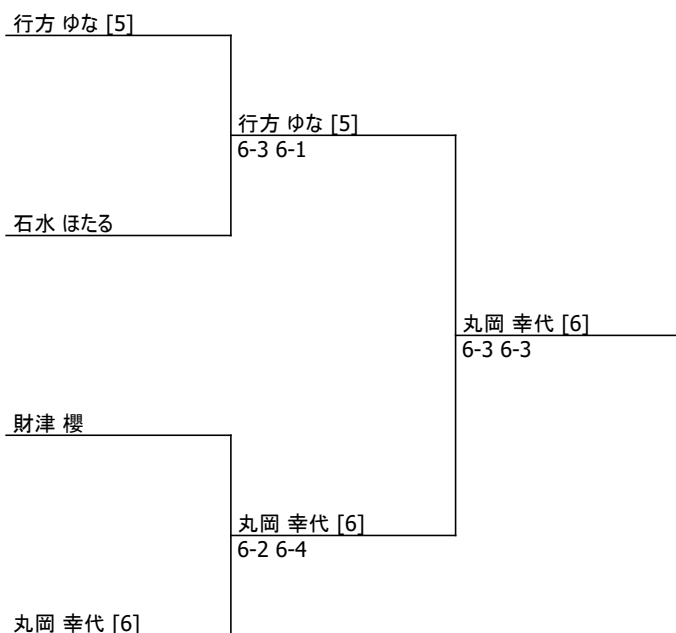 行方 ゆな [5]
行方 ゆな [5]
6-3 6-1
石水 ほたる
丸岡 幸代 [6]
6-3 6-3
財津 櫻
丸岡 幸代 [6]
6-2 6-4
丸岡 幸代 [6]